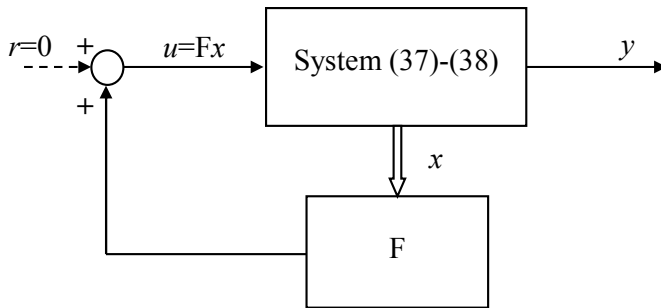 r=0
+
u=Fx
System (37)-(38)
y
+
x
F